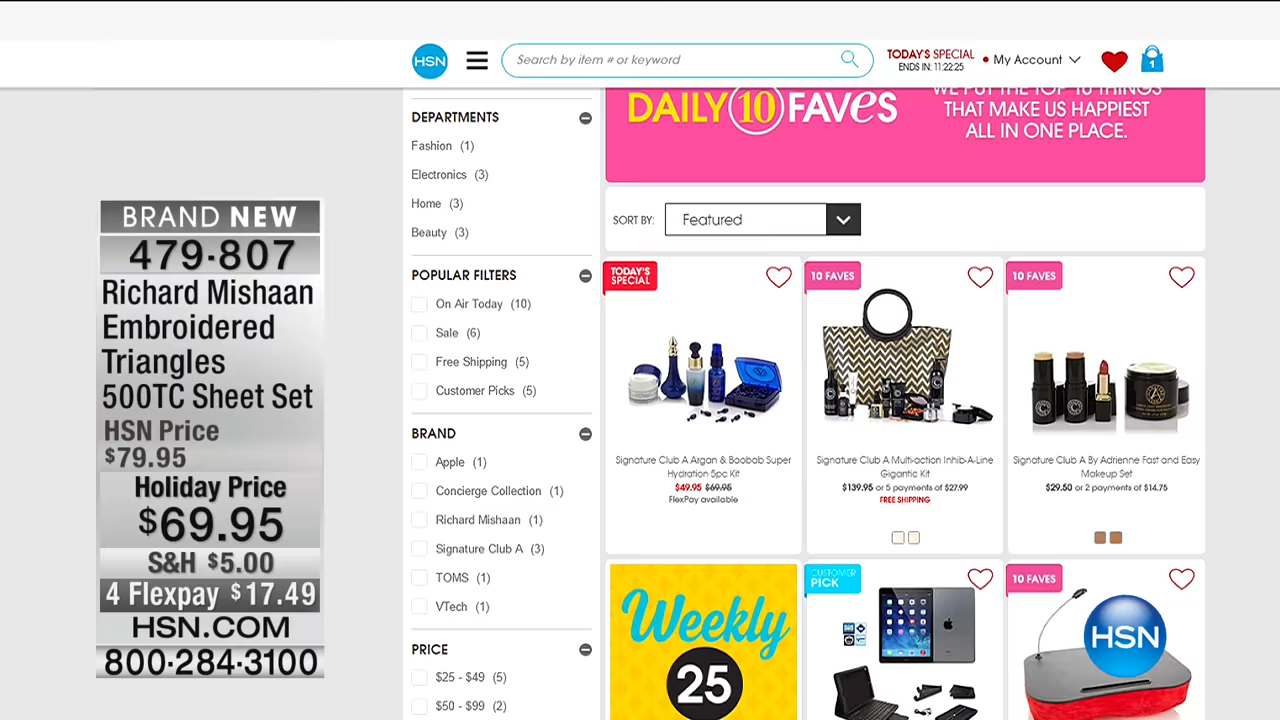 HSN
Search by item # or keyword
TODAY'S SPECIAL
ENDS IN: 11:22:25
My Account
1
BRAND NEW
479-807
Richard Mishaan
Embroidered
Triangles
500TC Sheet Set
HSN Price
$79.95
Holiday Price
$69.95
S&H $5.00
4 Flexpay $17.49
HSN.COM
800-284-3100
DEPARTMENTS
Fashion (1)
Electronics (3)
Home (3)
Beauty (3)
POPULAR FILTERS
On Air Today (10)
Sale (6)
Free Shipping (5)
Customer Picks (5)
BRAND
Apple (1)
Concierge Collection (1)
Richard Mishaan (1)
Signature Club A (3)
TOMS (1)
VTech (1)
PRICE
$25 - $49 (5)
$50 - $99 (2)
DAILY 10 FAVES
WE PUT THE TOP 10 THINGS
THAT MAKE US HAPPIEST
ALL IN ONE PLACE.
SORT BY:
Featured
TODAY'S
SPECIAL
Signature Club A Argan & Baobab Super
Hydration 5pc Kit
$49.95 $69.95
FlexPay available
10 FAVES
Signature Club A Multi-action Inhib-A-Line
Gigantic Kit
$139.95 or 5 payments of $27.99
FREE SHIPPING
10 FAVES
Signature Club A By Adrienne Fast and Easy
Makeup Set
$29.50 or 2 payments of $14.75
Weekly
25
CUSTOMER
PICK
10 FAVES
HSN